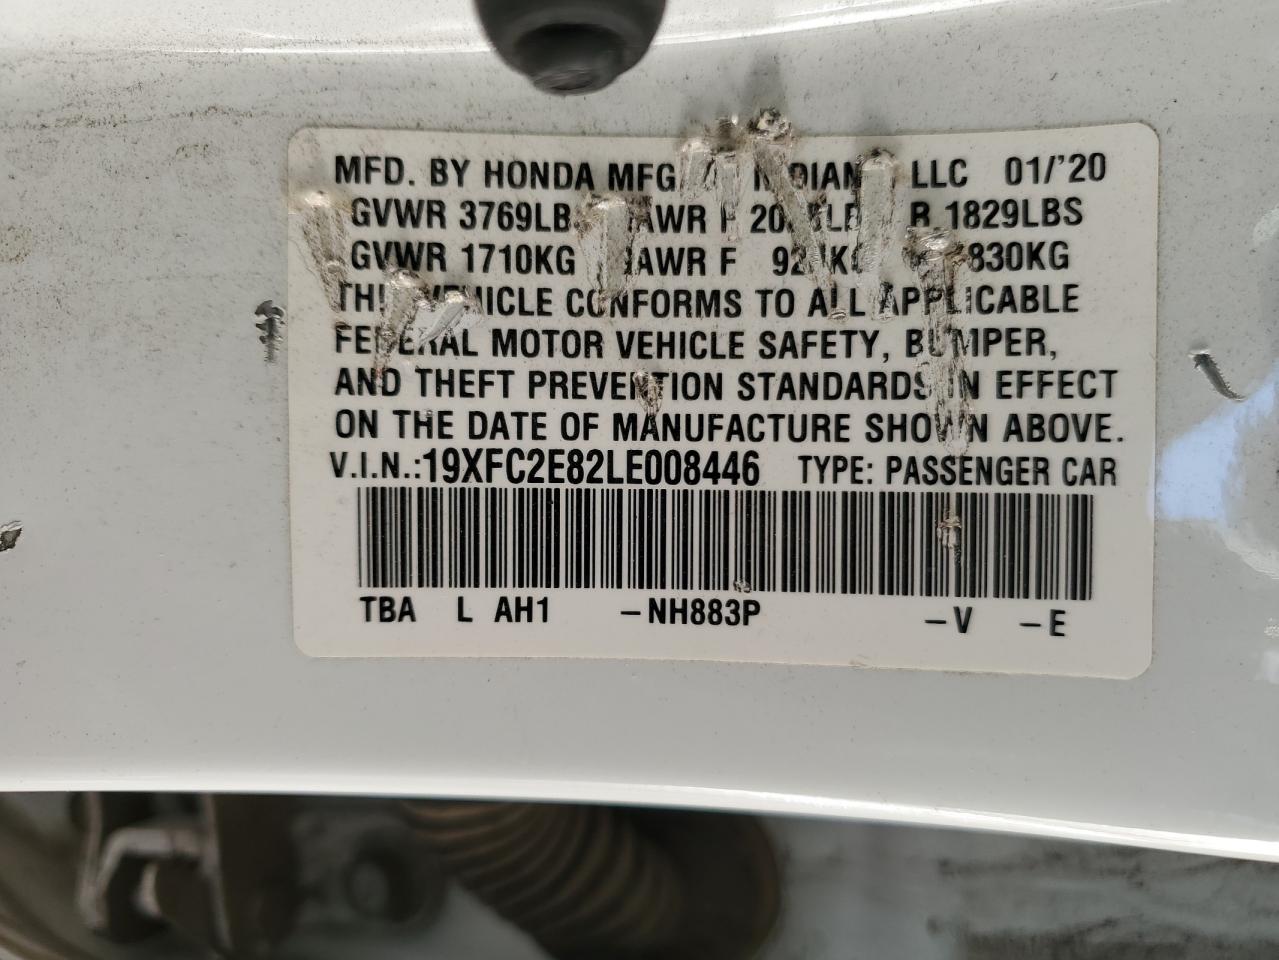 MFD. BY HONDA MFG LLC 01/'20
GVWR 3769LB F R 1829LBS
GVWR 1710KG GAWR F 830KG
THIS VEHICLE CONFORMS TO ALL APPLICABLE
FEDERAL MOTOR VEHICLE SAFETY, BUMPER,
AND THEFT PREVENTION STANDARDS IN EFFECT
ON THE DATE OF MANUFACTURE SHOWN ABOVE.
V.I.N.:19XFC2E82LE008446 TYPE: PASSENGER CAR
TBA L AH1 –NH883P –V –E